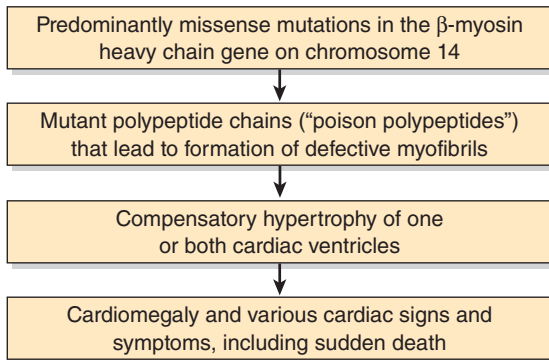 Predominantly missense mutations in the β-myosin
heavy chain gene on chromosome 14
Mutant polypeptide chains (“poison polypeptides”)
that lead to formation of defective myofibrils
Compensatory hypertrophy of one
or both cardiac ventricles
Cardiomegaly and various cardiac signs and
symptoms, including sudden death